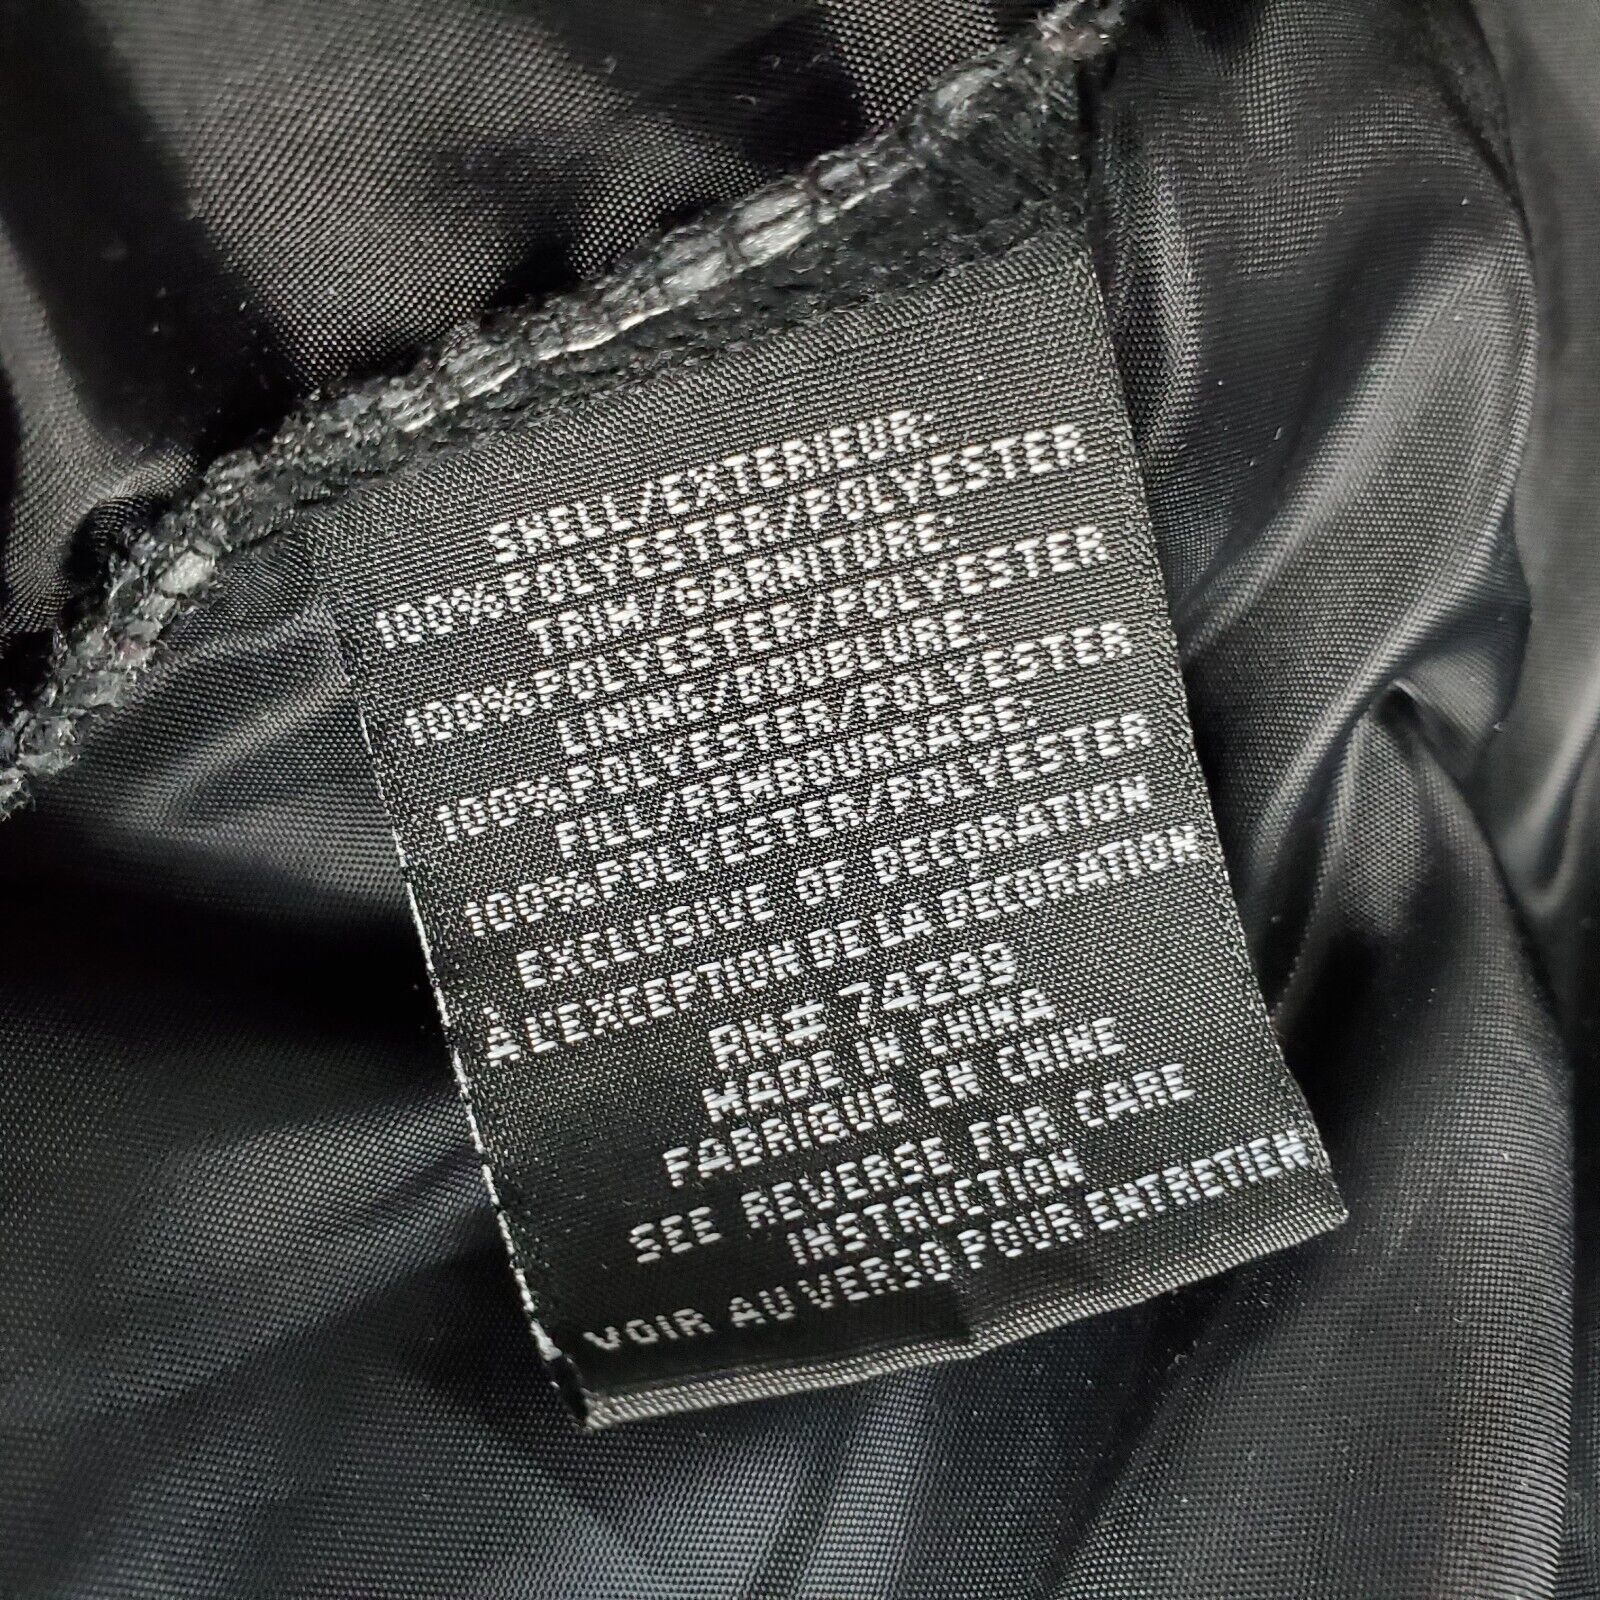 SHELL/EXTERIEUR:
100%POLYESTER/POLYESTER
TRIM/GARNITURE:
100%POLYESTER/POLYESTER
LINING/DOUBLURE:
100%POLYESTER/POLYESTER
FILL/REMBOURRAGE:
100%POLYESTER/POLYESTER
EXCLUSIVE OF DECORATION
A L'EXCEPTION DE LA DECORATION
RN# 74299
MADE IN CHINA
FABRIQUE EN CHINE
SEE REVERSE FOR CARE
INSTRUCTION
VOIR AU VERSO POUR ENTRETIEN